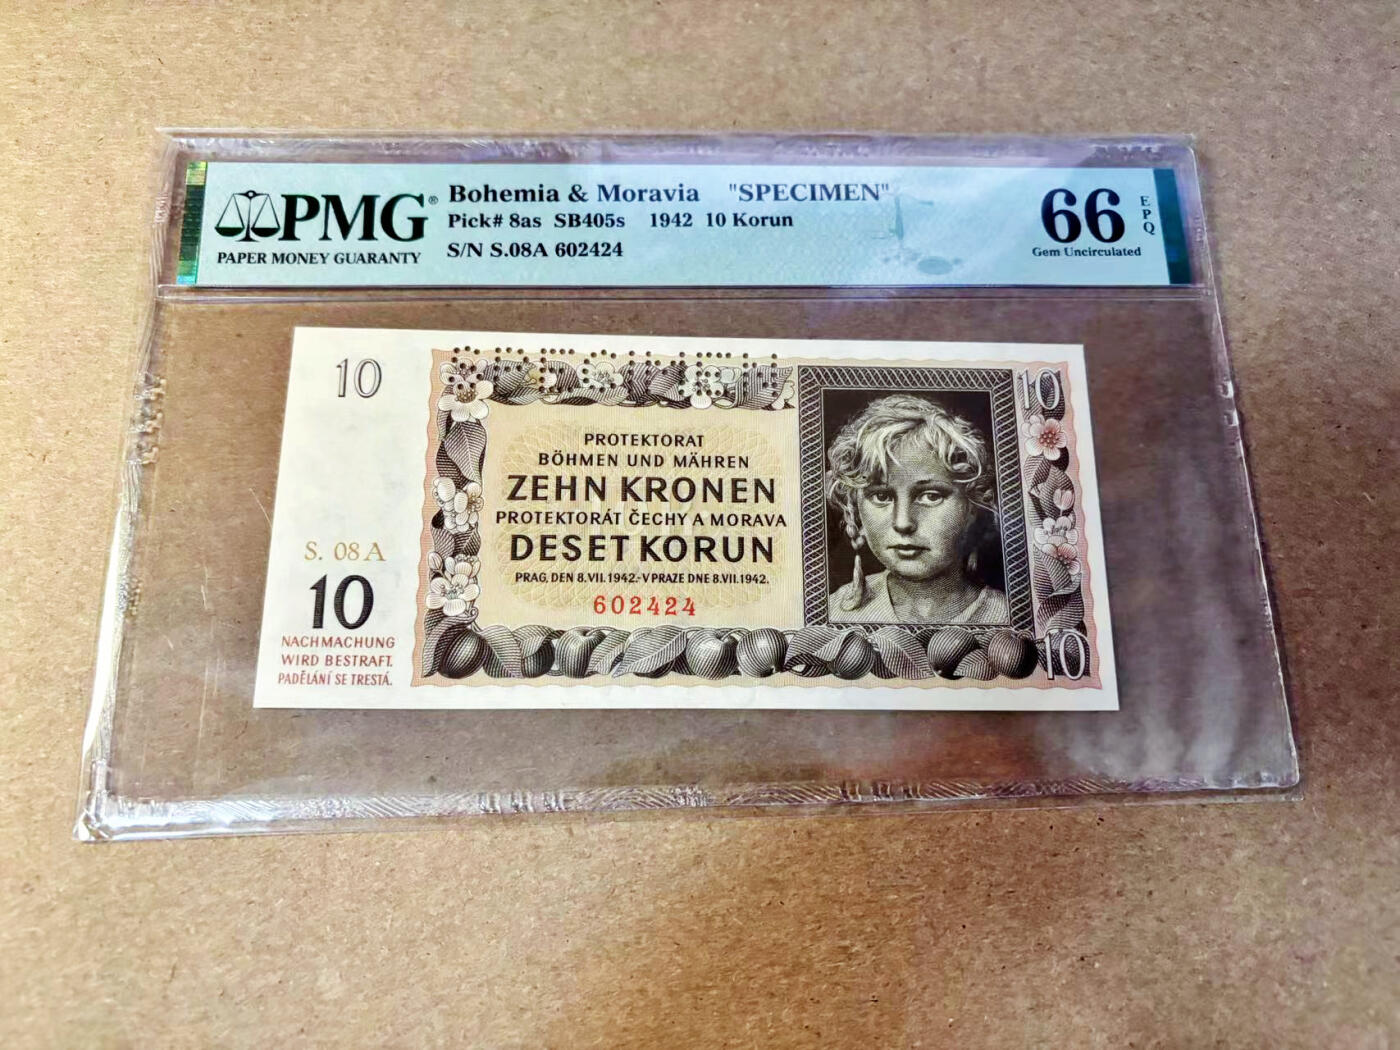 PMG®
PAPER MONEY GUARANTY
Bohemia & Moravia "SPECIMEN"
Pick# 8as SB405s 1942 10 Korun
S/N S.08A 602424
66
EPQ
Gem Uncirculated
10
SPECIMEN
10
PROTEKTORAT
BÖHMEN UND MÄHREN
ZEHN KRONEN
PROTEKTORÁT ČECHY A MORAVA
DESET KORUN
PRAG, DEN 8.VII.1942.-V PRAZE DNE 8.VII.1942.
602424
S. 08 A
10
NACHMACHUNG
WIRD BESTRAFT.
PADĚLÁNÍ SE TRESTÁ.
10